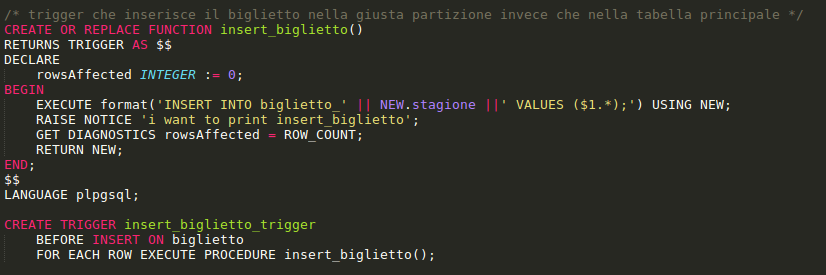 /* trigger che inserisce il biglietto nella giusta partizione invece che nella tabella principale */
CREATE OR REPLACE FUNCTION insert_biglietto()
RETURNS TRIGGER AS $$
DECLARE
    rowsAffected INTEGER := 0;
BEGIN
    EXECUTE format('INSERT INTO biglietto_' || NEW.stagione ||' VALUES ($1.*);') USING NEW;
    RAISE NOTICE 'i want to print insert_biglietto';
    GET DIAGNOSTICS rowsAffected = ROW_COUNT;
    RETURN NEW;
END;
$$
LANGUAGE plpgsql;

CREATE TRIGGER insert_biglietto_trigger
    BEFORE INSERT ON biglietto
    FOR EACH ROW EXECUTE PROCEDURE insert_biglietto();